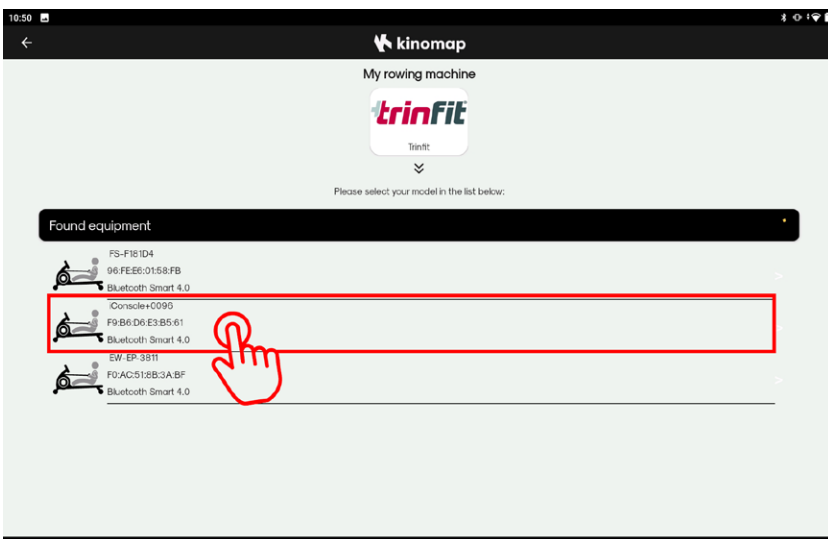 10:50
kinomap
My rowing machine
trinfit
Trinfit
Please select your model in the list below:
Found equipment
FS-F181D4
96:FE:E6:01:58:FB
Bluetooth Smart 4.0
iConsole+0096
F9:B6:D6:E3:B5:61
Bluetooth Smart 4.0
EW-EP-3811
F0:AC:51:8B:3A:BF
Bluetooth Smart 4.0